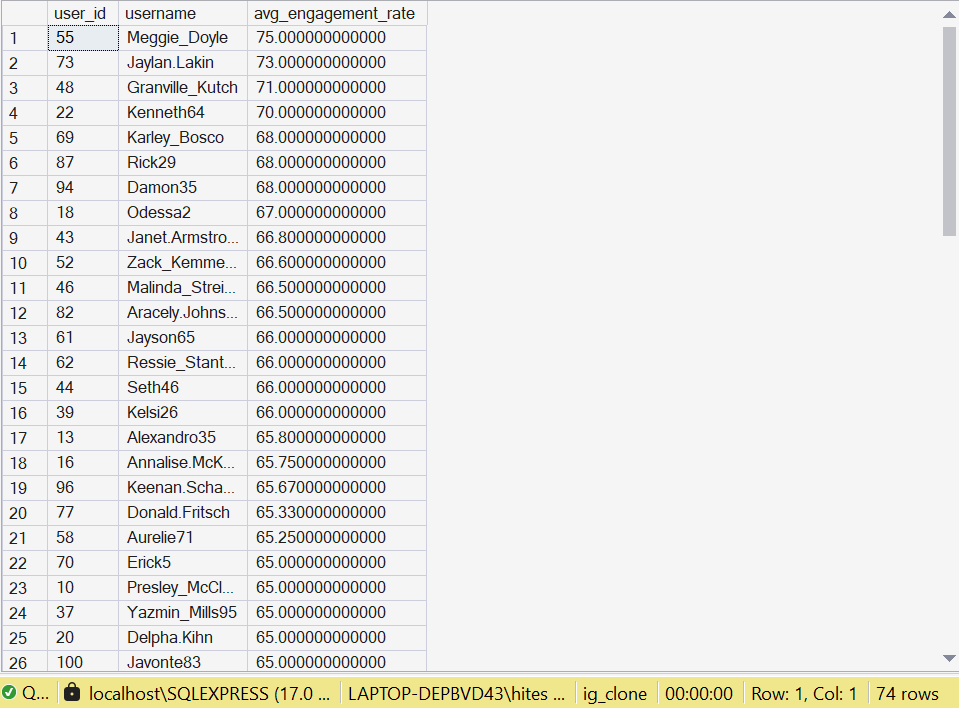 user_id username avg_engagement_rate
1 55 Meggie_Doyle 75.000000000000
2 73 Jaylan.Lakin 73.000000000000
3 48 Granville_Kutch 71.000000000000
4 22 Kenneth64 70.000000000000
5 69 Karley_Bosco 68.000000000000
6 87 Rick29 68.000000000000
7 94 Damon35 68.000000000000
8 18 Odessa2 67.000000000000
9 43 Janet.Armstro... 66.800000000000
10 52 Zack_Kemme... 66.600000000000
11 46 Malinda_Strei... 66.500000000000
12 82 Aracely.Johns... 66.500000000000
13 61 Jayson65 66.000000000000
14 62 Ressie_Stant... 66.000000000000
15 44 Seth46 66.000000000000
16 39 Kelsi26 66.000000000000
17 13 Alexandro35 65.800000000000
18 16 Annalise.McK... 65.750000000000
19 96 Keenan.Scha... 65.670000000000
20 77 Donald.Fritsch 65.330000000000
21 58 Aurelie71 65.250000000000
22 70 Erick5 65.000000000000
23 10 Presley_McCl... 65.000000000000
24 37 Yazmin_Mills95 65.000000000000
25 20 Delpha.Kihn 65.000000000000
26 100 Javonte83 65.000000000000
Q... localhost\SQLEXPRESS (17.0 ... LAPTOP-DEPBVD43\hites ... ig_clone 00:00:00 Row: 1, Col: 1 74 rows